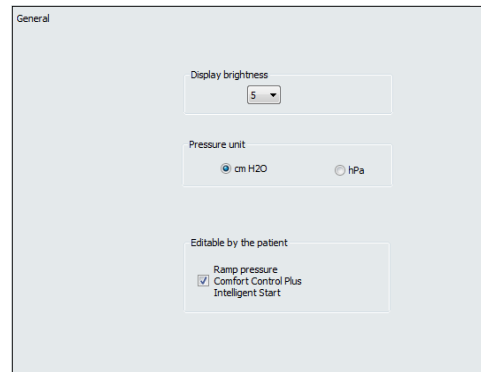 General
Display brightness
5
Pressure unit
cm H2O
hPa
Editable by the patient
Ramp pressure
Comfort Control Plus
Intelligent Start